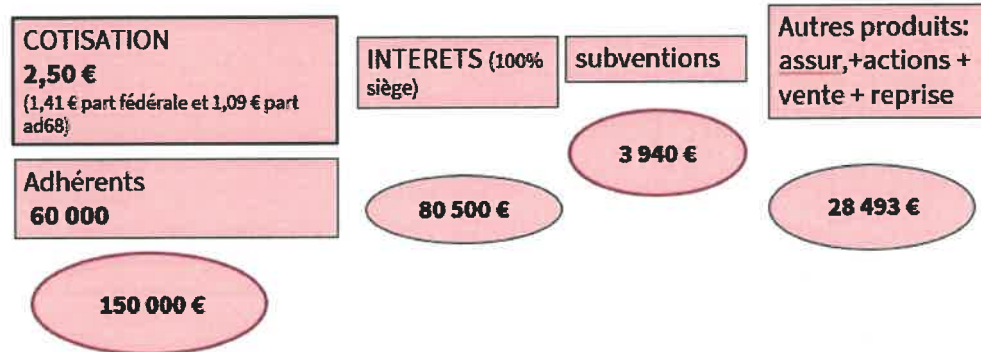 COTISATION
2,50 €
(1,41 € part fédérale et 1,09 € part
ad68)
Adhérents
60 000
150 000 €
INTERETS (100%
siège)
80 500 €
subventions
3 940 €
Autres produits:
assur,+actions +
vente + reprise
28 493 €